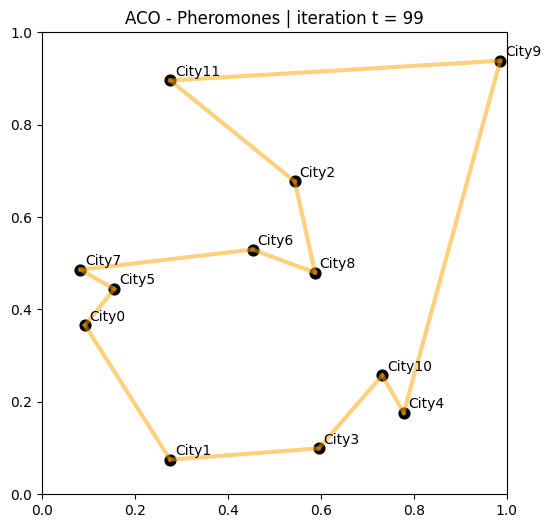 ACO - Pheromones | iteration t = 99
1.0
City9
City11
0.8
City2
0.6
City6
City7
City8
City5
0.4
City0
City10
0.2
City4
City3
City1
0.0
0.0 0.2 0.4 0.6 0.8 1.0